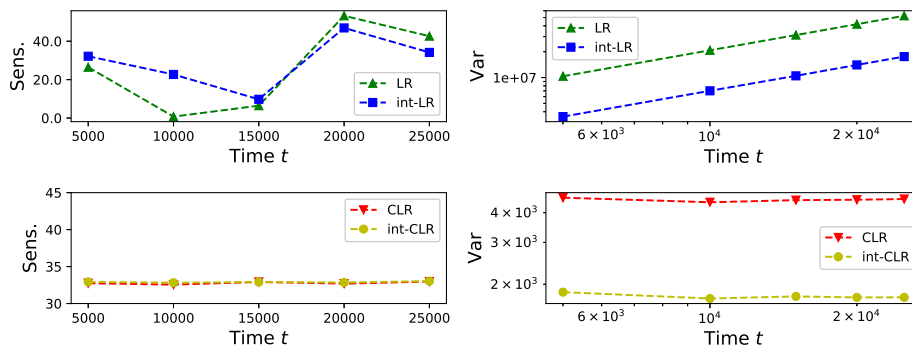 Sens.
40.0
20.0
0.0
LR
int-LR
5000 10000 15000 20000 25000
Time t
Var
1e+07
LR
int-LR
6 × 10³ 10⁴ 2 × 10⁴
Time t
Sens.
45
40
35
30
CLR
int-CLR
5000 10000 15000 20000 25000
Time t
Var
4 × 10³
3 × 10³
2 × 10³
CLR
int-CLR
6 × 10³ 10⁴ 2 × 10⁴
Time t